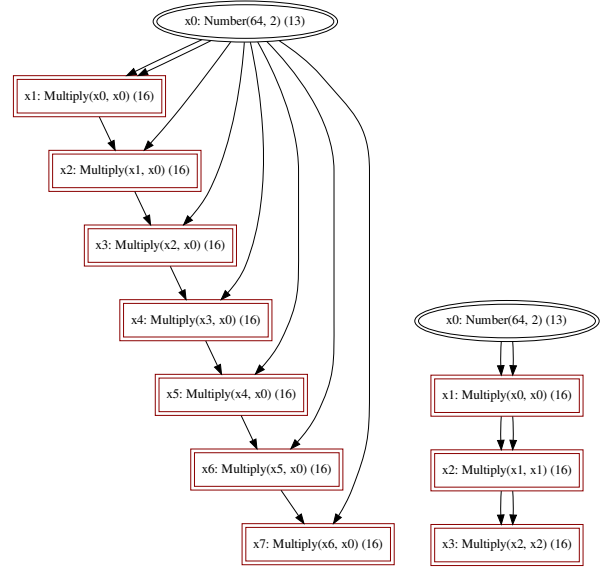 x0: Number(64, 2) (13)
x1: Multiply(x0, x0) (16)
x2: Multiply(x1, x0) (16)
x3: Multiply(x2, x0) (16)
x4: Multiply(x3, x0) (16)
x5: Multiply(x4, x0) (16)
x6: Multiply(x5, x0) (16)
x7: Multiply(x6, x0) (16)
x0: Number(64, 2) (13)
x1: Multiply(x0, x0) (16)
x2: Multiply(x1, x1) (16)
x3: Multiply(x2, x2) (16)